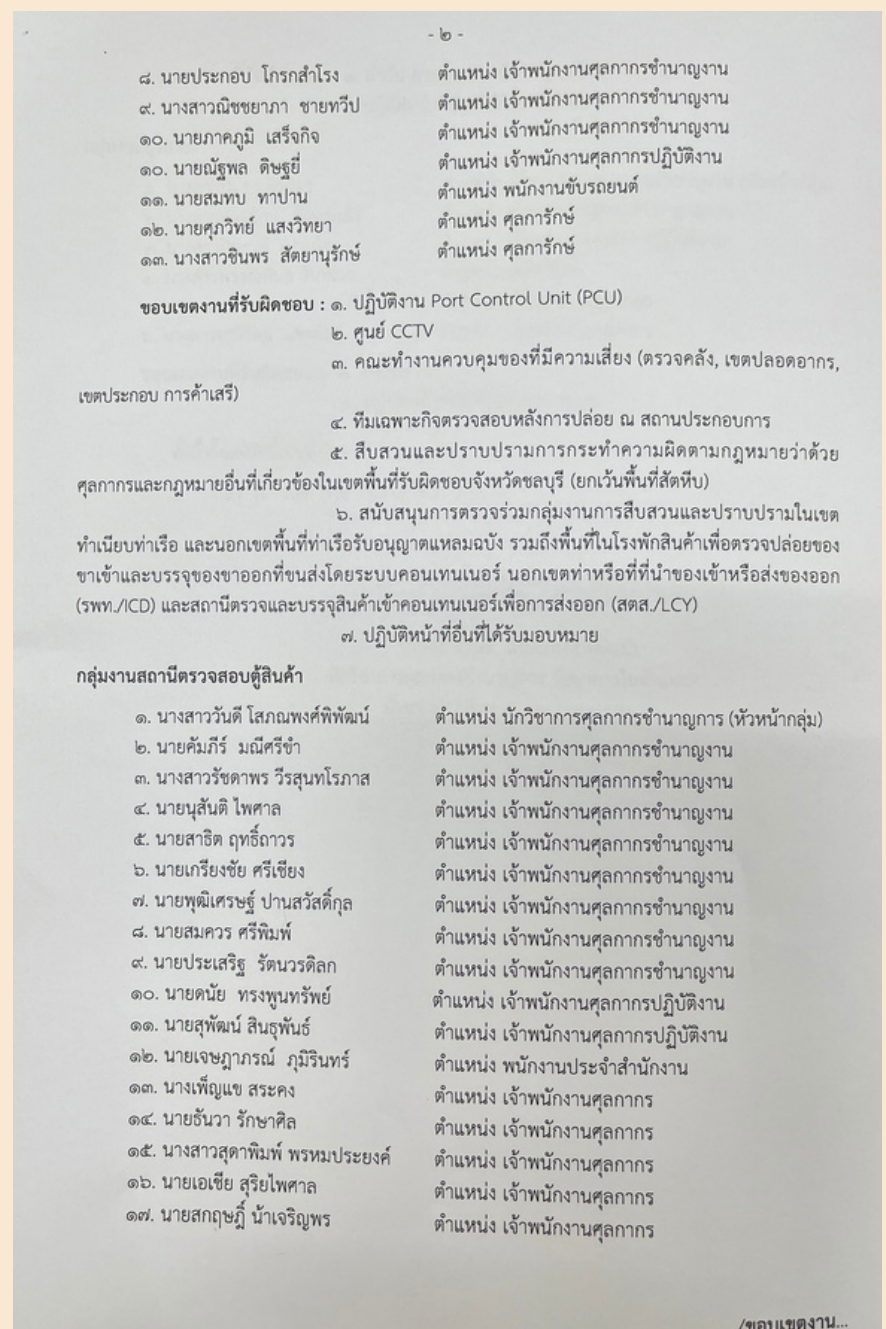 - ๒ -
๘. นายประกอบ โกรกสำโรง ตำแหน่ง เจ้าพนักงานศุลกากรชำนาญงาน
๙. นางสาวณิชชยาภา ชายทวีป ตำแหน่ง เจ้าพนักงานศุลกากรชำนาญงาน
๑๐. นายภาคภูมิ เสร็จกิจ ตำแหน่ง เจ้าพนักงานศุลกากรชำนาญงาน
๑๐. นายณัฐพล ดิษฐยี่ ตำแหน่ง เจ้าพนักงานศุลกากรปฏิบัติงาน
๑๑. นายสมทบ ทาปาน ตำแหน่ง พนักงานขับรถยนต์
๑๒. นายศุภวิทย์ แสงวิทยา ตำแหน่ง ศุลการักษ์
๑๓. นางสาวชินพร สัตยานุรักษ์ ตำแหน่ง ศุลการักษ์
ขอบเขตงานที่รับผิดชอบ : ๑. ปฏิบัติงาน Port Control Unit (PCU)
๒. ศูนย์ CCTV
๓. คณะทำงานควบคุมของที่มีความเสี่ยง (ตรวจคลัง, เขตปลอดอากร,
เขตประกอบ การค้าเสรี)
๔. ทีมเฉพาะกิจตรวจสอบหลังการปล่อย ณ สถานประกอบการ
๕. สืบสวนและปราบปรามการกระทำความผิดตามกฎหมายว่าด้วย
ศุลกากรและกฎหมายอื่นที่เกี่ยวข้องในเขตพื้นที่รับผิดชอบจังหวัดชลบุรี (ยกเว้นพื้นที่สัตหีบ)
๖. สนับสนุนการตรวจร่วมกลุ่มงานการสืบสวนและปราบปรามในเขต
ทำเนียบท่าเรือ และนอกเขตพื้นที่ท่าเรือรับอนุญาตแหลมฉบัง รวมถึงพื้นที่ในโรงพักสินค้าเพื่อตรวจปล่อยของ
ขาเข้าและบรรจุของขาออกที่ขนส่งโดยระบบคอนเทนเนอร์ นอกเขตท่าหรือที่ที่นำของเข้าหรือส่งของออก
(รพท./ICD) และสถานีตรวจและบรรจุสินค้าเข้าคอนเทนเนอร์เพื่อการส่งออก (สตส./LCY)
๗. ปฏิบัติหน้าที่อื่นที่ได้รับมอบหมาย
กลุ่มงานสถานีตรวจสอบตู้สินค้า
๑. นางสาววันดี โสภณพงศ์พิพัฒน์ ตำแหน่ง นักวิชาการศุลกากรชำนาญการ (หัวหน้ากลุ่ม)
๒. นายคัมภีร์ มณีศรีขำ ตำแหน่ง เจ้าพนักงานศุลกากรชำนาญงาน
๓. นางสาวรัชดาพร วีรสุนทโรภาส ตำแหน่ง เจ้าพนักงานศุลกากรชำนาญงาน
๔. นายนุสันติ ไพศาล ตำแหน่ง เจ้าพนักงานศุลกากรชำนาญงาน
๕. นายสาธิต ฤทธิ์ถาวร ตำแหน่ง เจ้าพนักงานศุลกากรชำนาญงาน
๖. นายเกรียงชัย ศรีเชียง ตำแหน่ง เจ้าพนักงานศุลกากรชำนาญงาน
๗. นายพุฒิเศรษฐ์ ปานสวัสดิ์กุล ตำแหน่ง เจ้าพนักงานศุลกากรชำนาญงาน
๘. นายสมควร ศรีพิมพ์ ตำแหน่ง เจ้าพนักงานศุลกากรชำนาญงาน
๙. นายประเสริฐ รัตนวรดิลก ตำแหน่ง เจ้าพนักงานศุลกากรชำนาญงาน
๑๐. นายดนัย ทรงพูนทรัพย์ ตำแหน่ง เจ้าพนักงานศุลกากรปฏิบัติงาน
๑๑. นายสุพัฒน์ สินธุพันธ์ ตำแหน่ง เจ้าพนักงานศุลกากรปฏิบัติงาน
๑๒. นายเจษฎาภรณ์ ภุมิรินทร์ ตำแหน่ง พนักงานประจำสำนักงาน
๑๓. นางเพ็ญแข สระคง ตำแหน่ง เจ้าพนักงานศุลกากร
๑๔. นายธันวา รักษาศิล ตำแหน่ง เจ้าพนักงานศุลกากร
๑๕. นางสาวสุดาพิมพ์ พรหมประยงค์ ตำแหน่ง เจ้าพนักงานศุลกากร
๑๖. นายเอเชีย สุริยไพศาล ตำแหน่ง เจ้าพนักงานศุลกากร
๑๗. นายสกฤษฎิ์ น้าเจริญพร ตำแหน่ง เจ้าพนักงานศุลกากร
/ขอบเขตงาน...